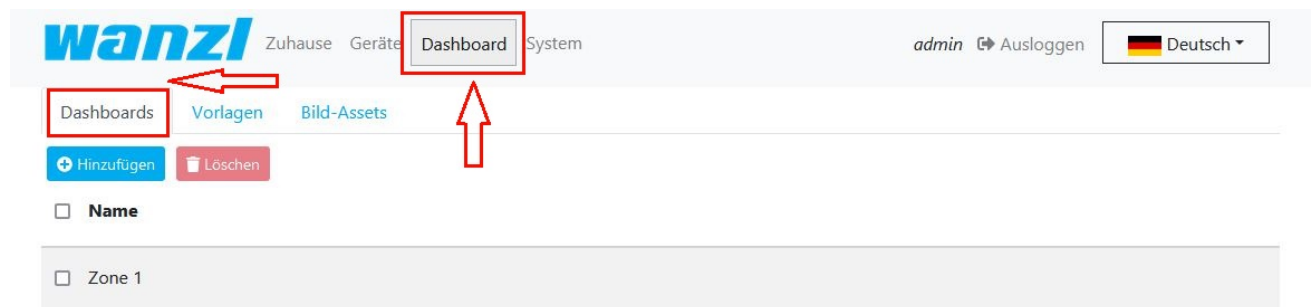 wanzl Zuhause Geräte Dashboard System admin Ausloggen Deutsch
Dashboards Vorlagen Bild-Assets
Hinzufügen Löschen
Name
Zone 1